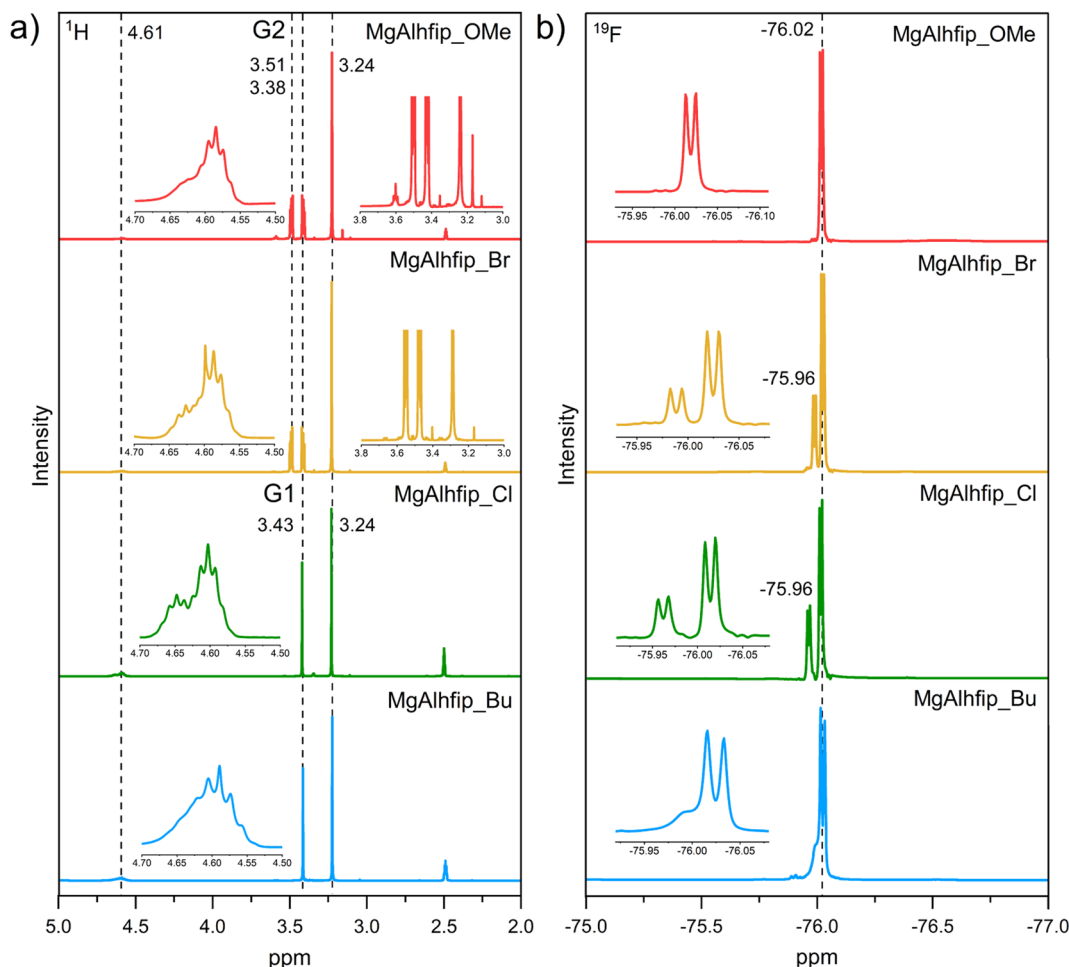 a)
¹H
4.61
G2
MgAlhfip_OMe
3.51
3.38
3.24
4.70 4.65 4.60 4.55 4.50
3.8 3.6 3.4 3.2 3.0
MgAlhfip_Br
4.70 4.65 4.60 4.55 4.50
3.8 3.6 3.4 3.2 3.0
G1
MgAlhfip_Cl
3.43
3.24
4.70 4.65 4.60 4.55 4.50
MgAlhfip_Bu
4.70 4.65 4.60 4.55 4.50
Intensity
5.0 4.5 4.0 3.5 3.0 2.5 2.0
ppm
b)
¹⁹F
-76.02
MgAlhfip_OMe
-75.95 -76.00 -76.05 -76.10
MgAlhfip_Br
-75.96
-75.95 -76.00 -76.05
MgAlhfip_Cl
-75.96
-75.95 -76.00 -76.05
MgAlhfip_Bu
-75.95 -76.00 -76.05
Intensity
-75.0 -75.5 -76.0 -76.5 -77.0
ppm